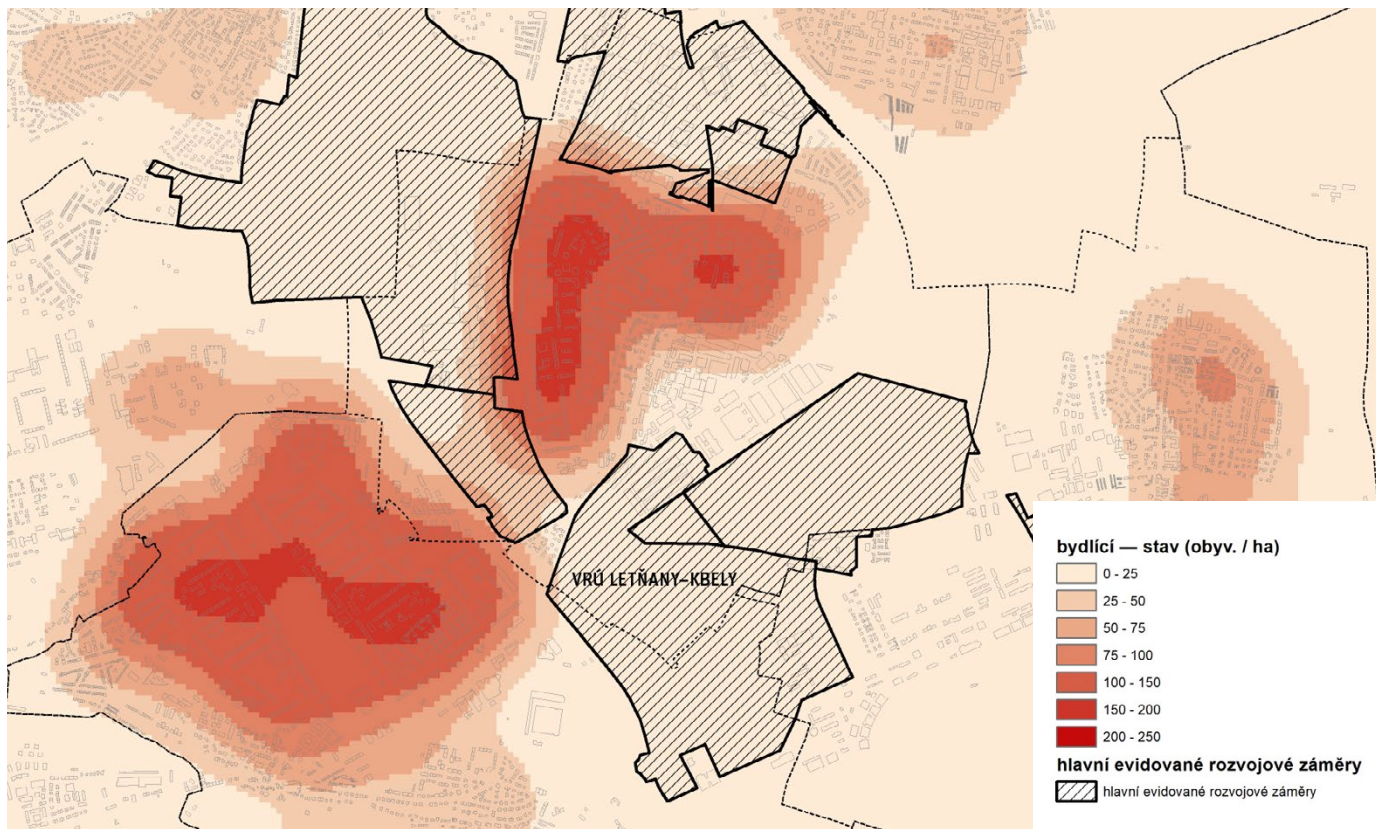 VRÚ LETŇANY–KBELY
bydlící — stav (obyv. / ha)
0 - 25
25 - 50
50 - 75
75 - 100
100 - 150
150 - 200
200 - 250
hlavní evidované rozvojové záměry
hlavní evidované rozvojové záměry